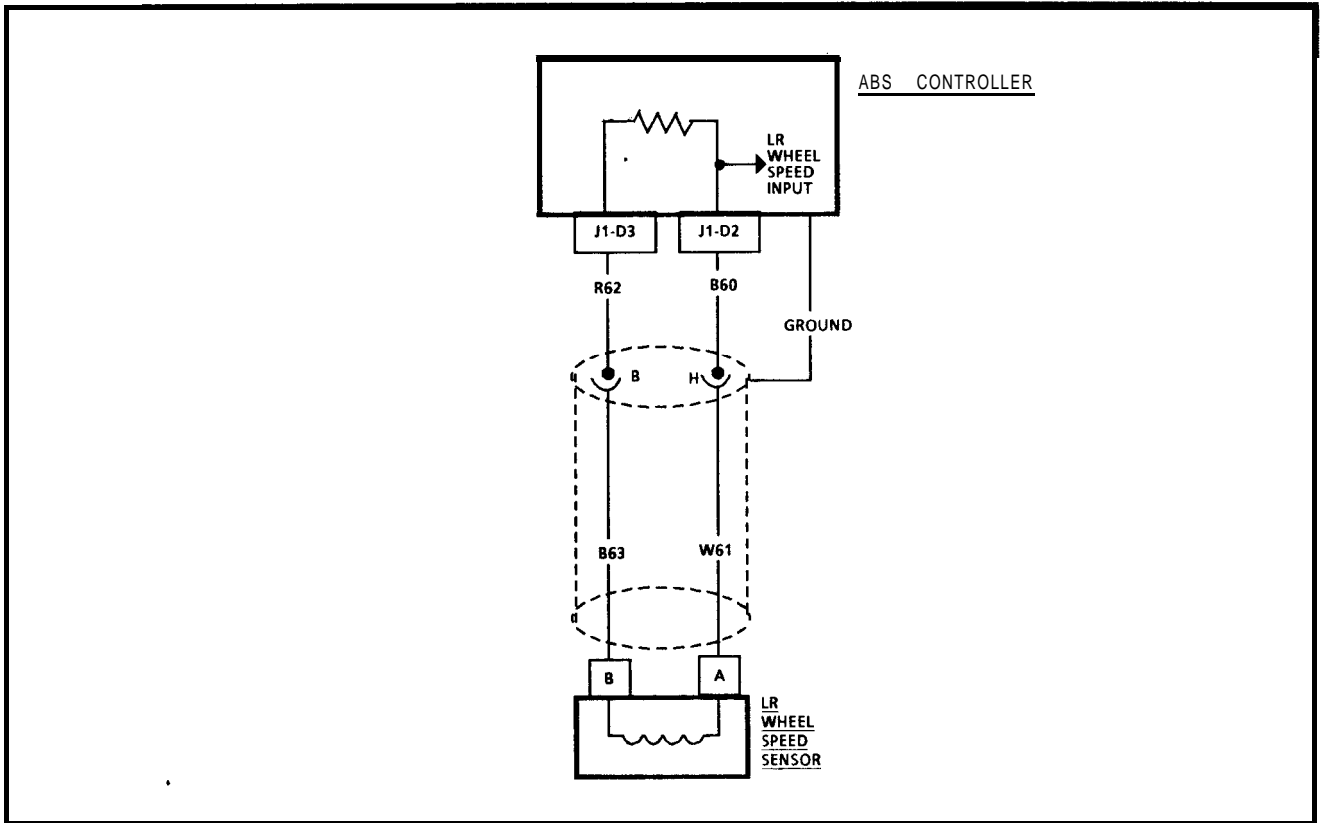 ABS CONTROLLER
LR
WHEEL
SPEED
INPUT
J1-D3 J1-D2
R62 B60
GROUND
B H
B63 W61
B A
LR
WHEEL
SPEED
SENSOR